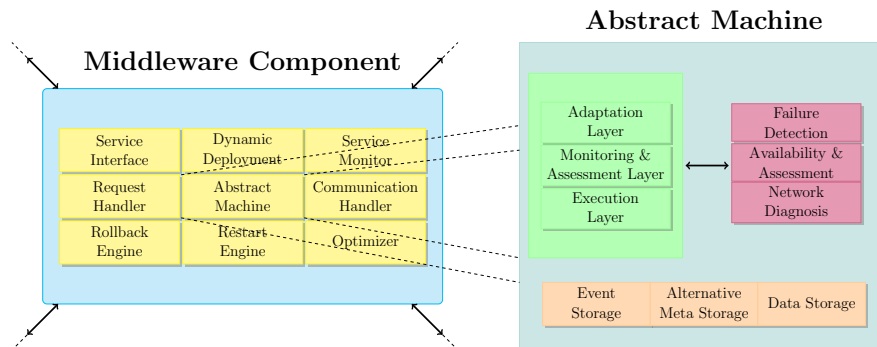 Abstract Machine
Middleware Component
Service
Interface
Dynamic
Deployment
Service
Monitor
Request
Handler
Abstract
Machine
Communication
Handler
Rollback
Engine
Restart
Engine
Optimizer
Adaptation
Layer
Monitoring &
Assessment Layer
Execution
Layer
Failure
Detection
Availability &
Assessment
Network
Diagnosis
Event
Storage
Alternative
Meta Storage
Data Storage